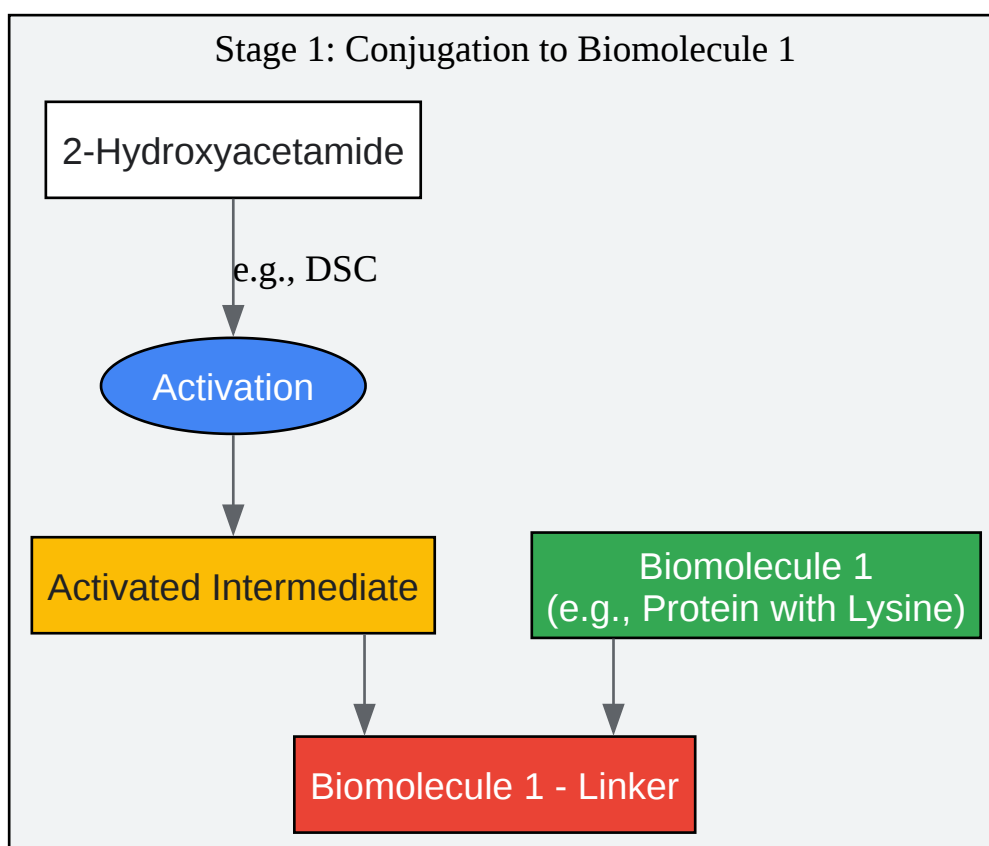 Stage 1: Conjugation to Biomolecule 1
2-Hydroxyacetamide
e.g., DSC
Activation
Activated Intermediate
Biomolecule 1
(e.g., Protein with Lysine)
Biomolecule 1 - Linker